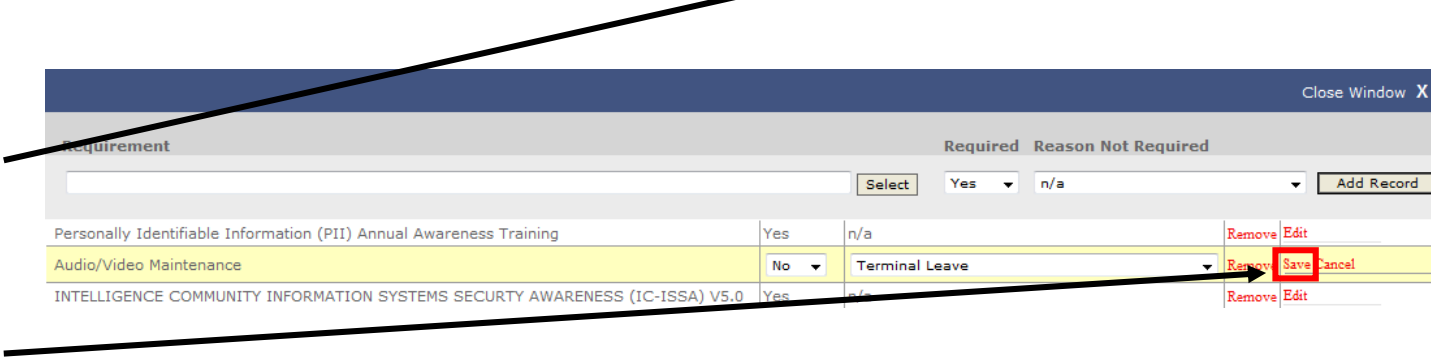 Close Window X
Requirement Required Reason Not Required
Select Yes n/a Add Record
Personally Identifiable Information (PII) Annual Awareness Training Yes n/a Remove Edit
Audio/Video Maintenance No Terminal Leave Remove Save Cancel
INTELLIGENCE COMMUNITY INFORMATION SYSTEMS SECURTY AWARENESS (IC-ISSA) V5.0 Yes n/a Remove Edit